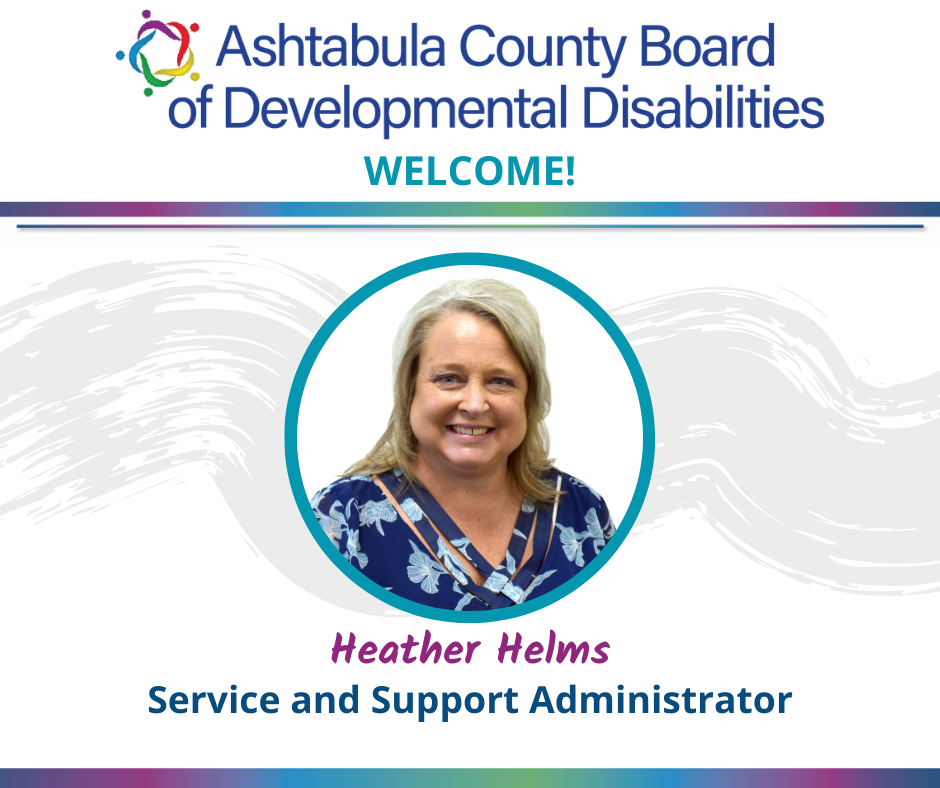 Ashtabula County Board
of Developmental Disabilities
WELCOME!
Heather Helms
Service and Support Administrator